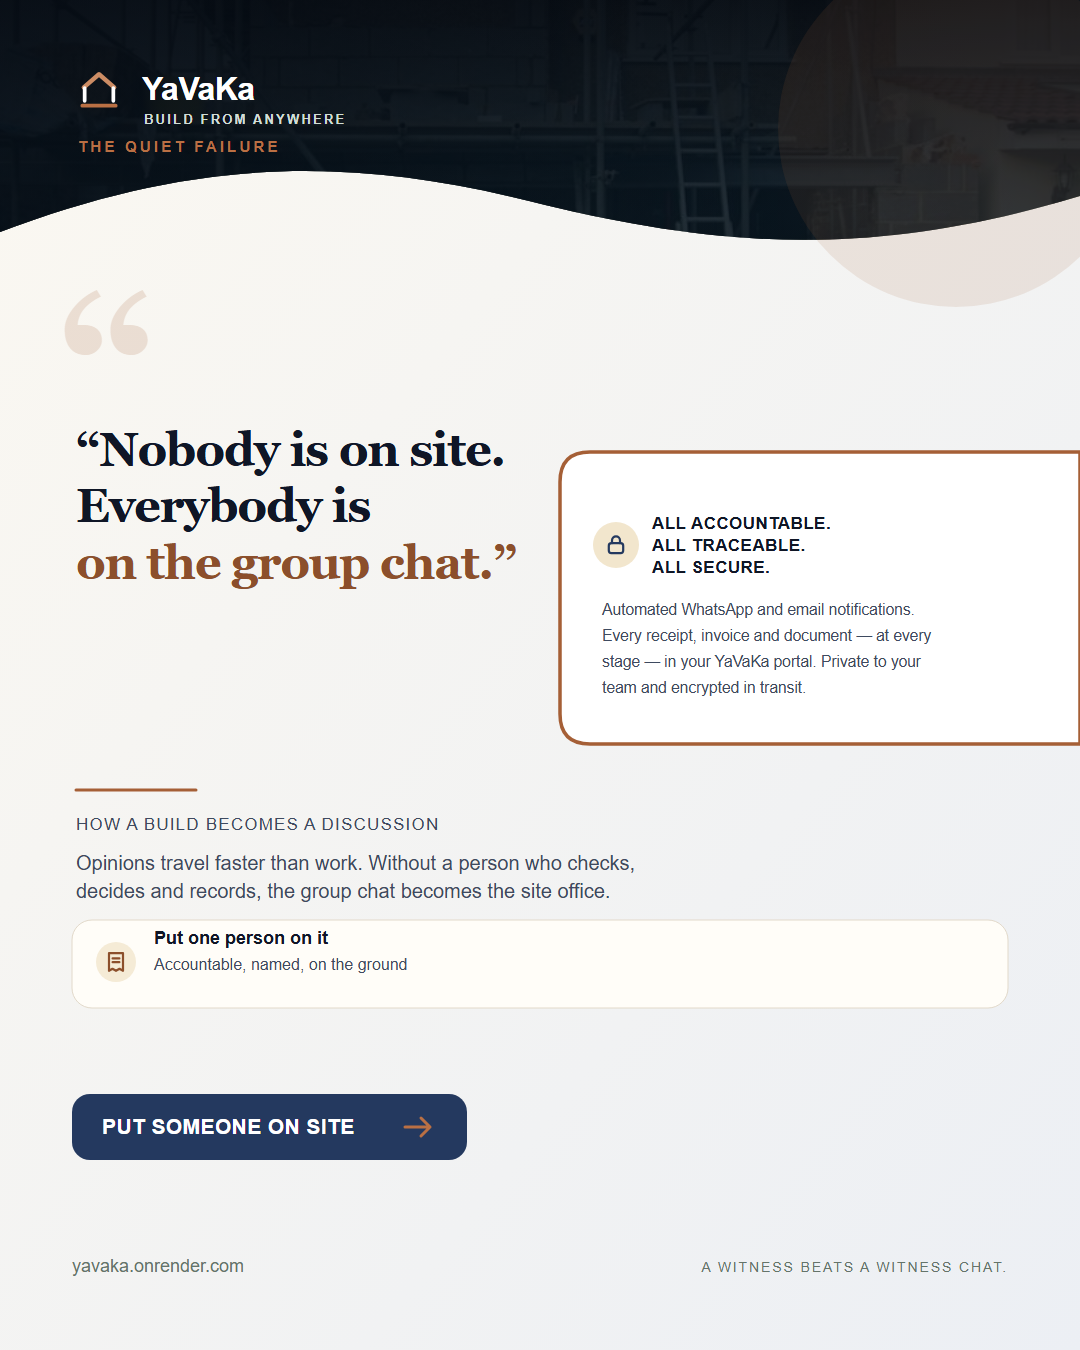 YaVaKa
BUILD FROM ANYWHERE
THE QUIET FAILURE
“
“Nobody is on site.
Everybody is
on the group chat.”
ALL ACCOUNTABLE.
ALL TRACEABLE.
ALL SECURE.
Automated WhatsApp and email notifications.
Every receipt, invoice and document — at every
stage — in your YaVaKa portal. Private to your
team and encrypted in transit.
HOW A BUILD BECOMES A DISCUSSION
Opinions travel faster than work. Without a person who checks,
decides and records, the group chat becomes the site office.
Put one person on it
Accountable, named, on the ground
PUT SOMEONE ON SITE
yavaka.onrender.com
A WITNESS BEATS A WITNESS CHAT.